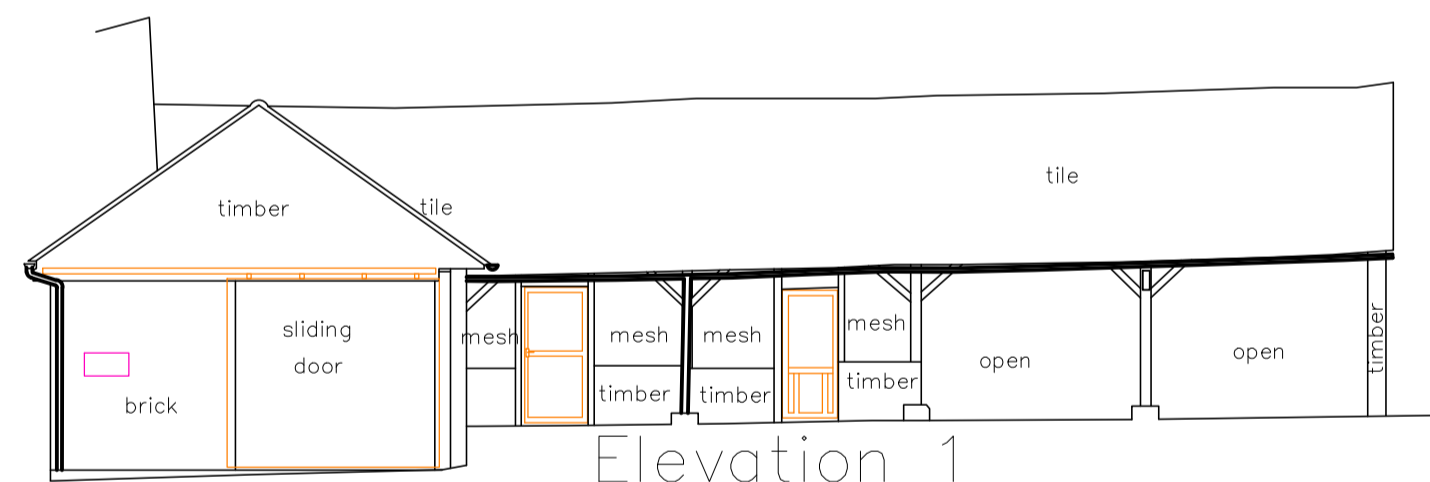 tile
timber
tile
sliding
door
brick
mesh
mesh
timber
mesh
timber
mesh
timber
open
open
timber
Elevation 1